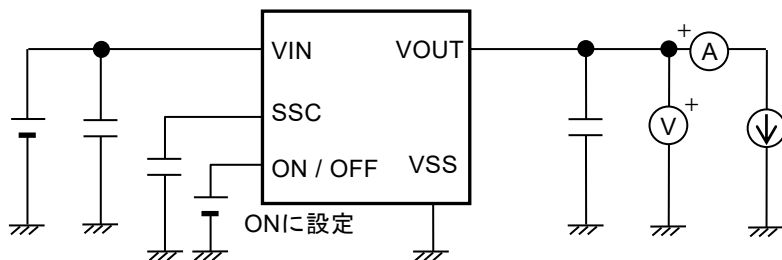 VIN
VOUT
+
A
SSC
+
V
ON / OFF
VSS
ONに設定